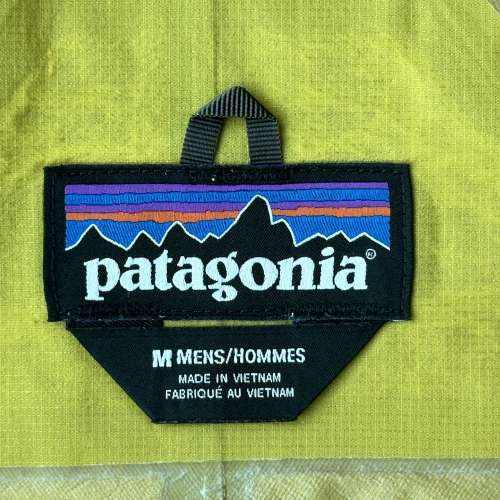 patagonia®
M MENS/HOMMES
MADE IN VIETNAM
FABRIQUÉ AU VIETNAM